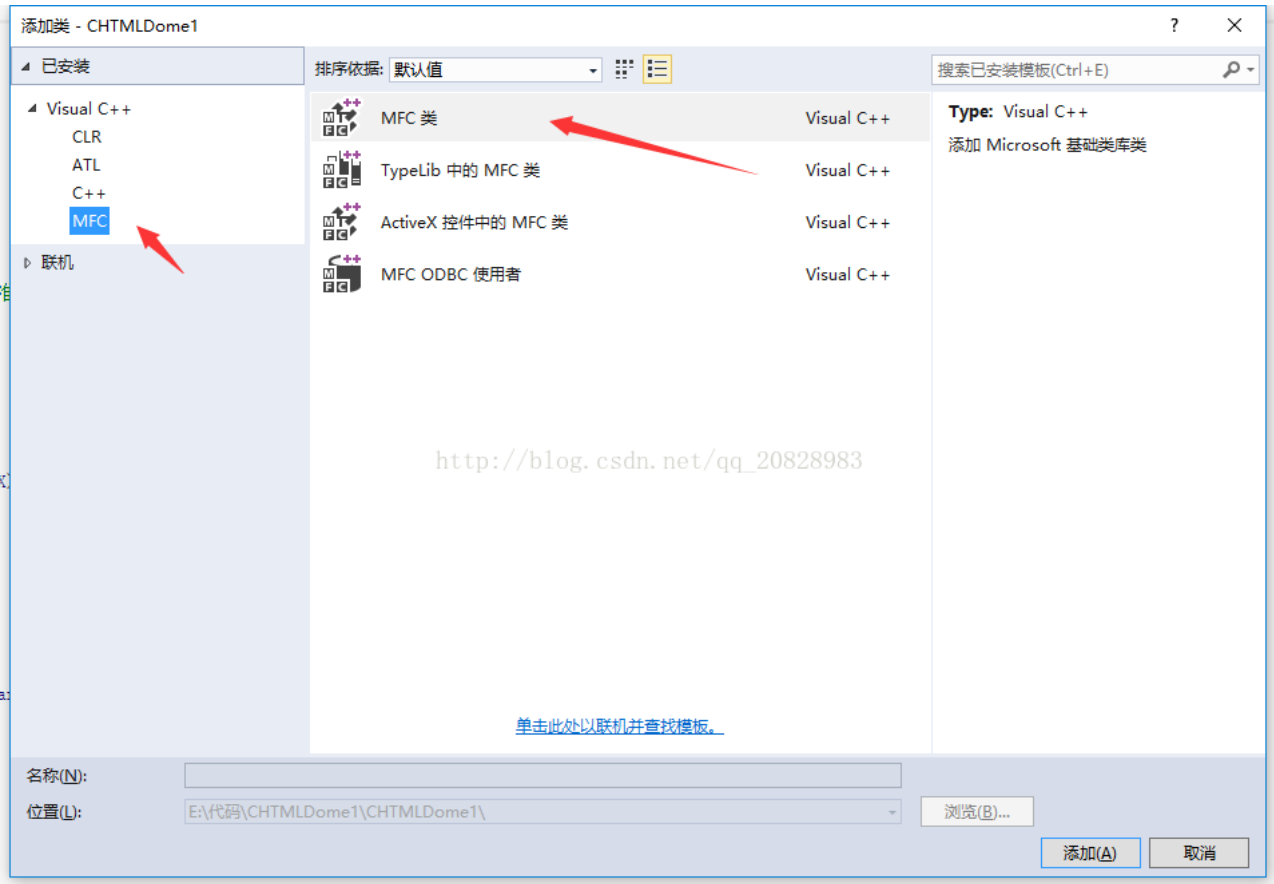 添加类 - CHTMLDome1
?
已安装
Visual C++
CLR
ATL
C++
MFC
联机
排序依据: 默认值
搜索已安装模板(Ctrl+E)
MFC 类 Visual C++
TypeLib 中的 MFC 类 Visual C++
ActiveX 控件中的 MFC 类 Visual C++
MFC ODBC 使用者 Visual C++
Type: Visual C++
添加 Microsoft 基础类库类
http://blog.csdn.net/qq_20828983
单击此处以联机并查找模板。
名称(N):
位置(L): E:\代码\CHTMLDome1\CHTMLDome1\ 浏览(B)...
添加(A) 取消